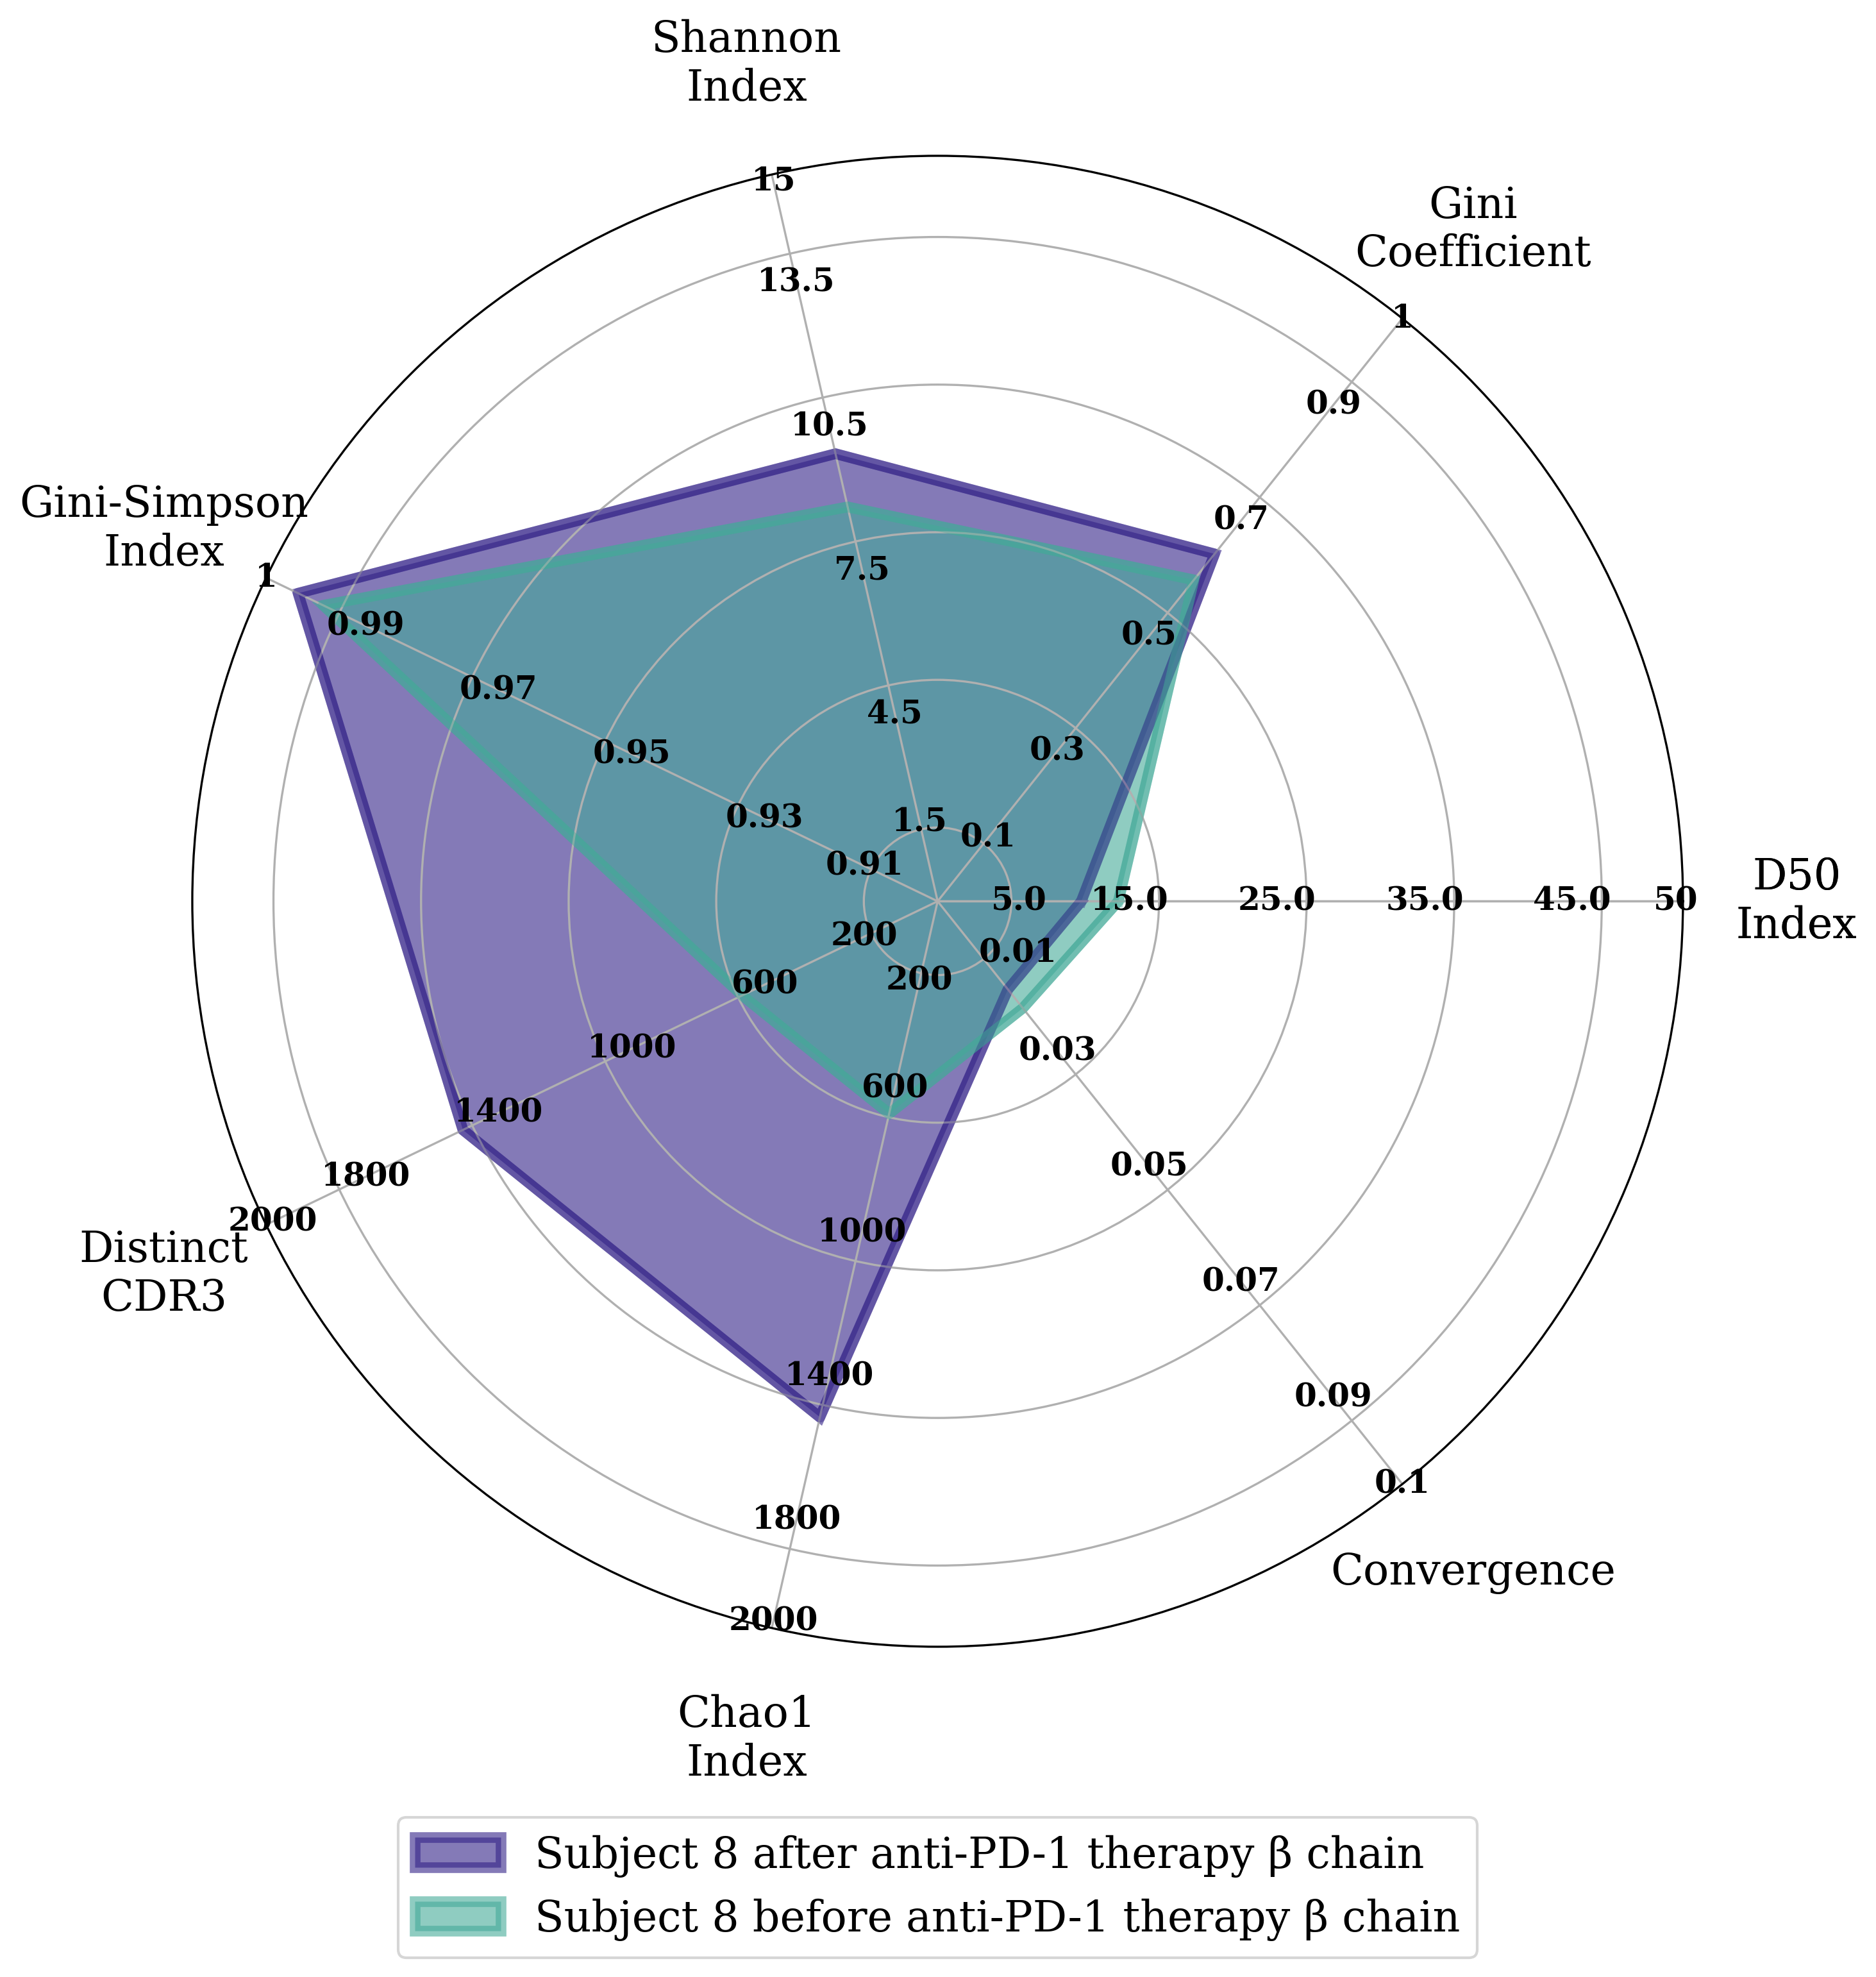 Shannon
Index
Gini
Coefficient
15
13.5
10.5
7.5
4.5
1.5
1
0.9
0.7
0.5
0.3
0.1
Gini-Simpson
Index
1
0.99
0.97
0.95
0.93
0.91
D50
Index
5.0
15.0
25.0
35.0
45.0
50
200
600
1000
1400
1800
2000
Distinct
CDR3
200
600
1000
1400
1800
2000
Chao1
Index
0.01
0.03
0.05
0.07
0.09
0.1
Convergence
Subject 8 after anti-PD-1 therapy β chain
Subject 8 before anti-PD-1 therapy β chain